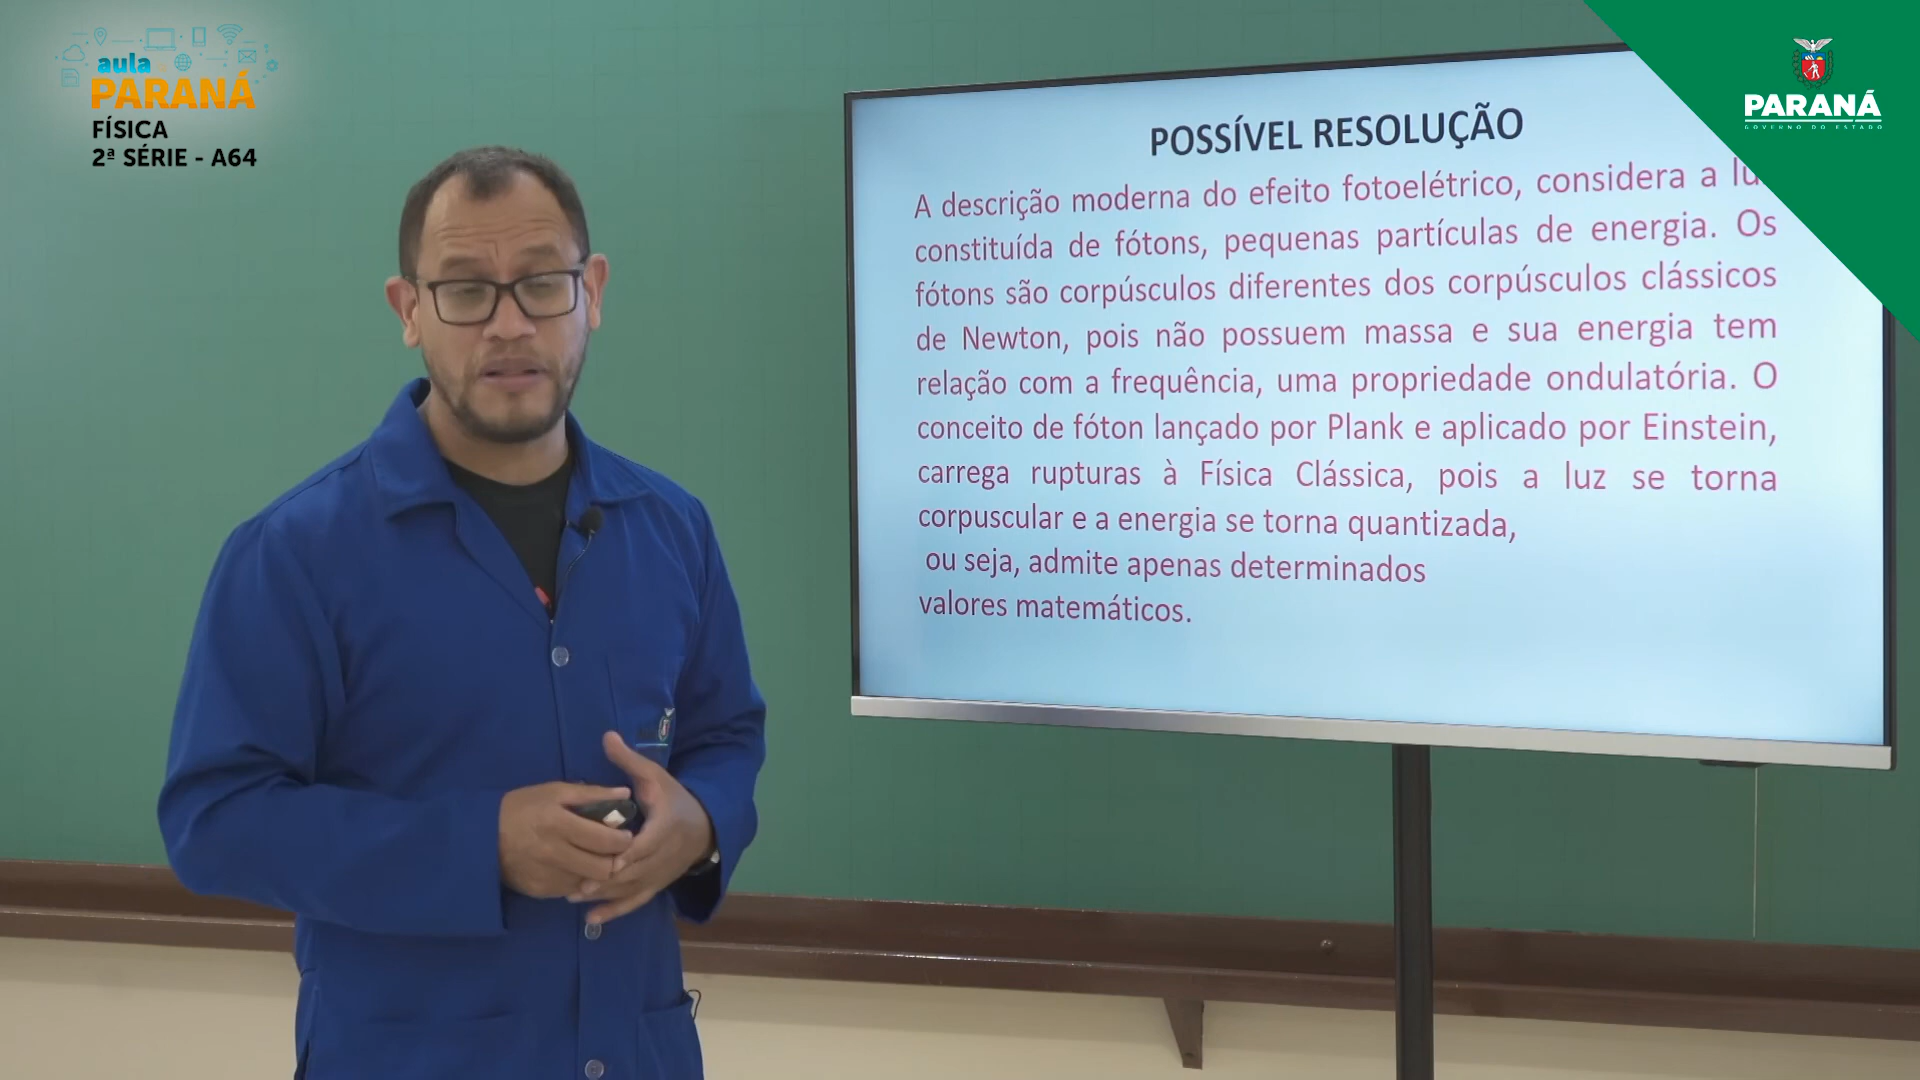 aula
PARANÁ
FÍSICA
2ª SÉRIE - A64
PARANÁ
GOVERNO DO ESTADO
POSSÍVEL RESOLUÇÃO
A descrição moderna do efeito fotoelétrico, considera a
constituída de fótons, pequenas partículas de energia. Os
fótons são corpúsculos diferentes dos corpúsculos clássicos
de Newton, pois não possuem massa e sua energia tem
relação com a frequência, uma propriedade ondulatória. O
conceito de fóton lançado por Plank e aplicado por Einstein,
carrega rupturas à Física Clássica, pois a luz se torna
corpuscular e a energia se torna quantizada,
ou seja, admite apenas determinados
valores matemáticos.